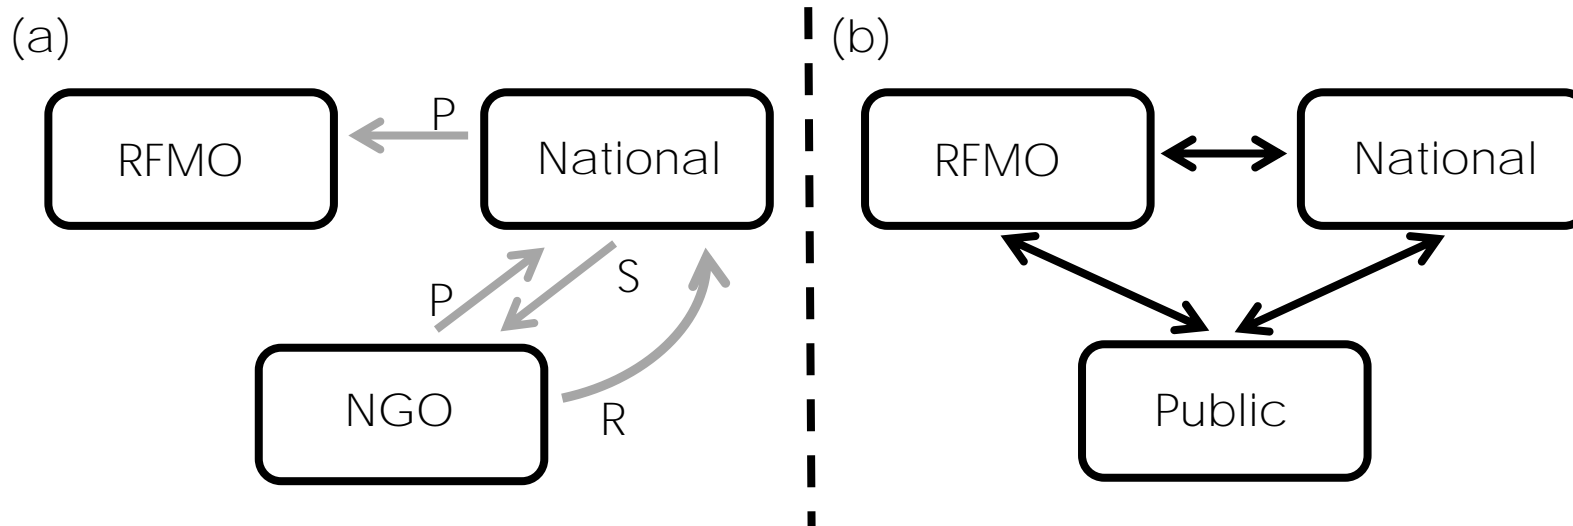 (a)
RFMO
P
National
P
S
NGO
R
(b)
RFMO
National
Public